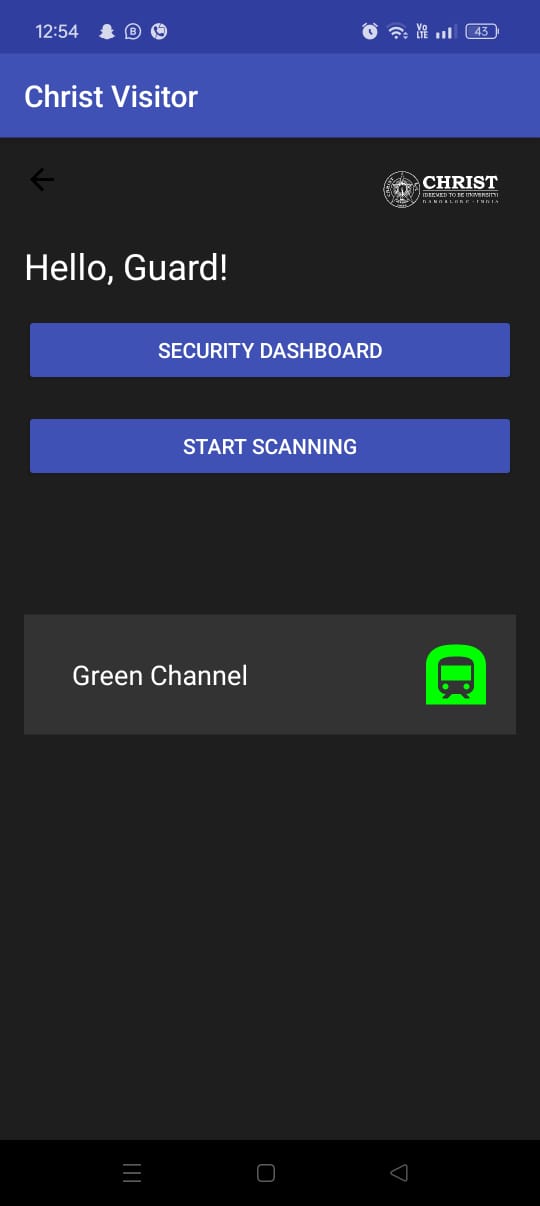 12:54
Vo
LTE
43
Christ Visitor
CHRIST
(DEEMED TO BE UNIVERSITY)
BANGALORE · INDIA
Hello, Guard!
SECURITY DASHBOARD
START SCANNING
Green Channel